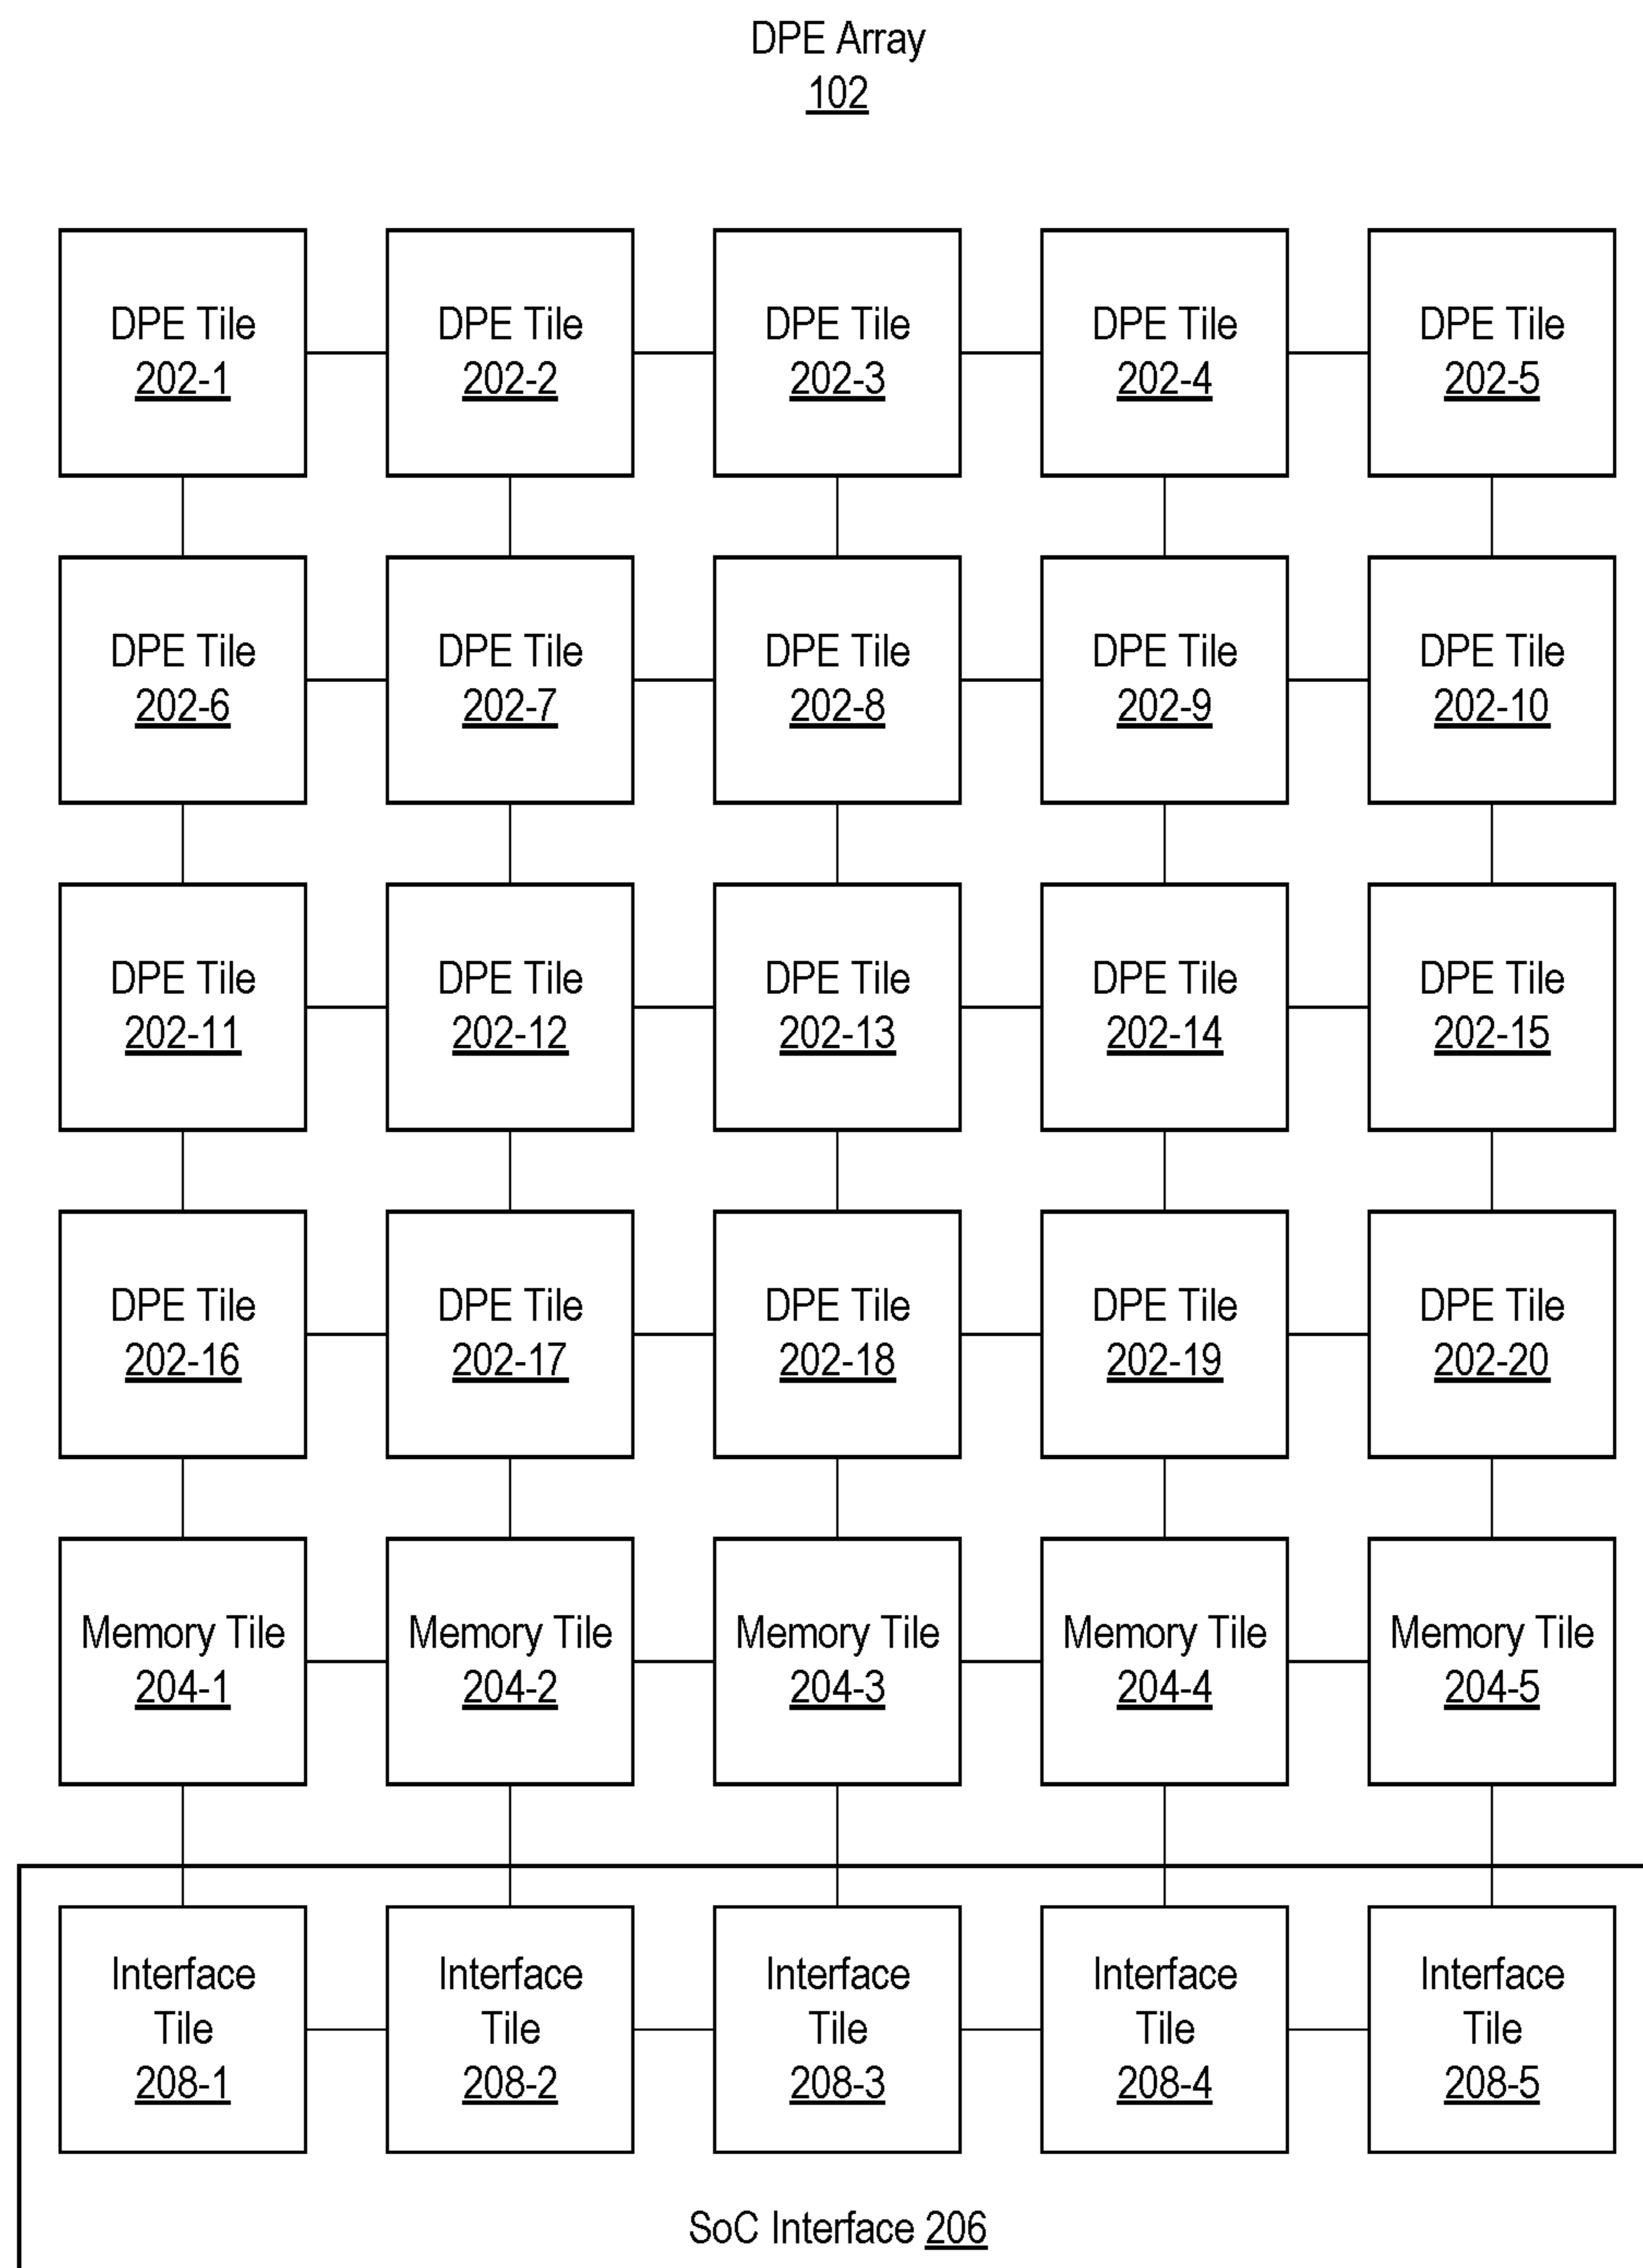 DPE Array
102
DPE Tile DPE Tile DPE Tile DPE Tile DPE Tile
202-1 202-2 202-3 202-4 202-5
DPE Tile DPE Tile DPE Tile DPE Tile DPE Tile
202-6 202-7 202-8 202-9 202-10
DPE Tile DPE Tile DPE Tile DPE Tile DPE Tile
202-11 202-12 202-13 202-14 202-15
DPE Tile DPE Tile DPE Tile DPE Tile DPE Tile
202-16 202-17 202-18 202-19 202-20
Memory Tile Memory Tile Memory Tile Memory Tile Memory Tile
204-1 204-2 204-3 204-4 204-5
Interface Interface Interface Interface Interface
Tile Tile Tile Tile Tile
208-1 208-2 208-3 208-4 208-5
SoC Interface 206